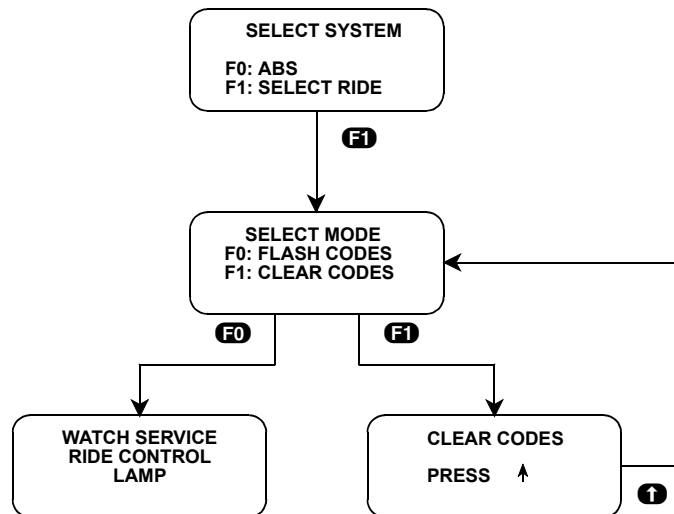 SELECT SYSTEM
F0: ABS
F1: SELECT RIDE
F1
SELECT MODE
F0: FLASH CODES
F1: CLEAR CODES
F0
F1
WATCH SERVICE
RIDE CONTROL
LAMP
CLEAR CODES
PRESS ↑
↑